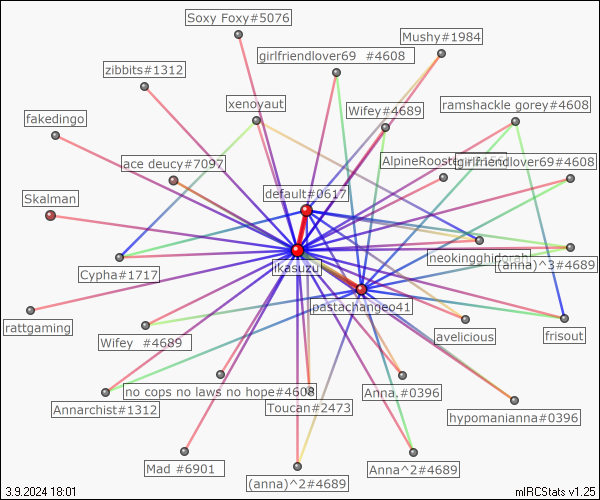 Soxy Foxy#5076
Mushy#1984
girlfriendlover69 #4608
zibbits#1312
xenoyaut
Wifey#4689
ramshackle gorey#4608
fakedingo
ace deucy#7097
girlfriendlover69#4608
default#0617
Skalman
jkasuzu
Cypha#1717
(anna)^3#4689
pastachangeo41
rattgaming
Wifey #4689
avelicious
frisout
no cops no laws no hope#4608
Anna,#0396
Annarchist#1312
Toucan#2473
hypomanianna#0396
Mad #6901
(anna)^2#4689
Anna^2#4689
3.9.2024 18:01
mIRCStats v1.25